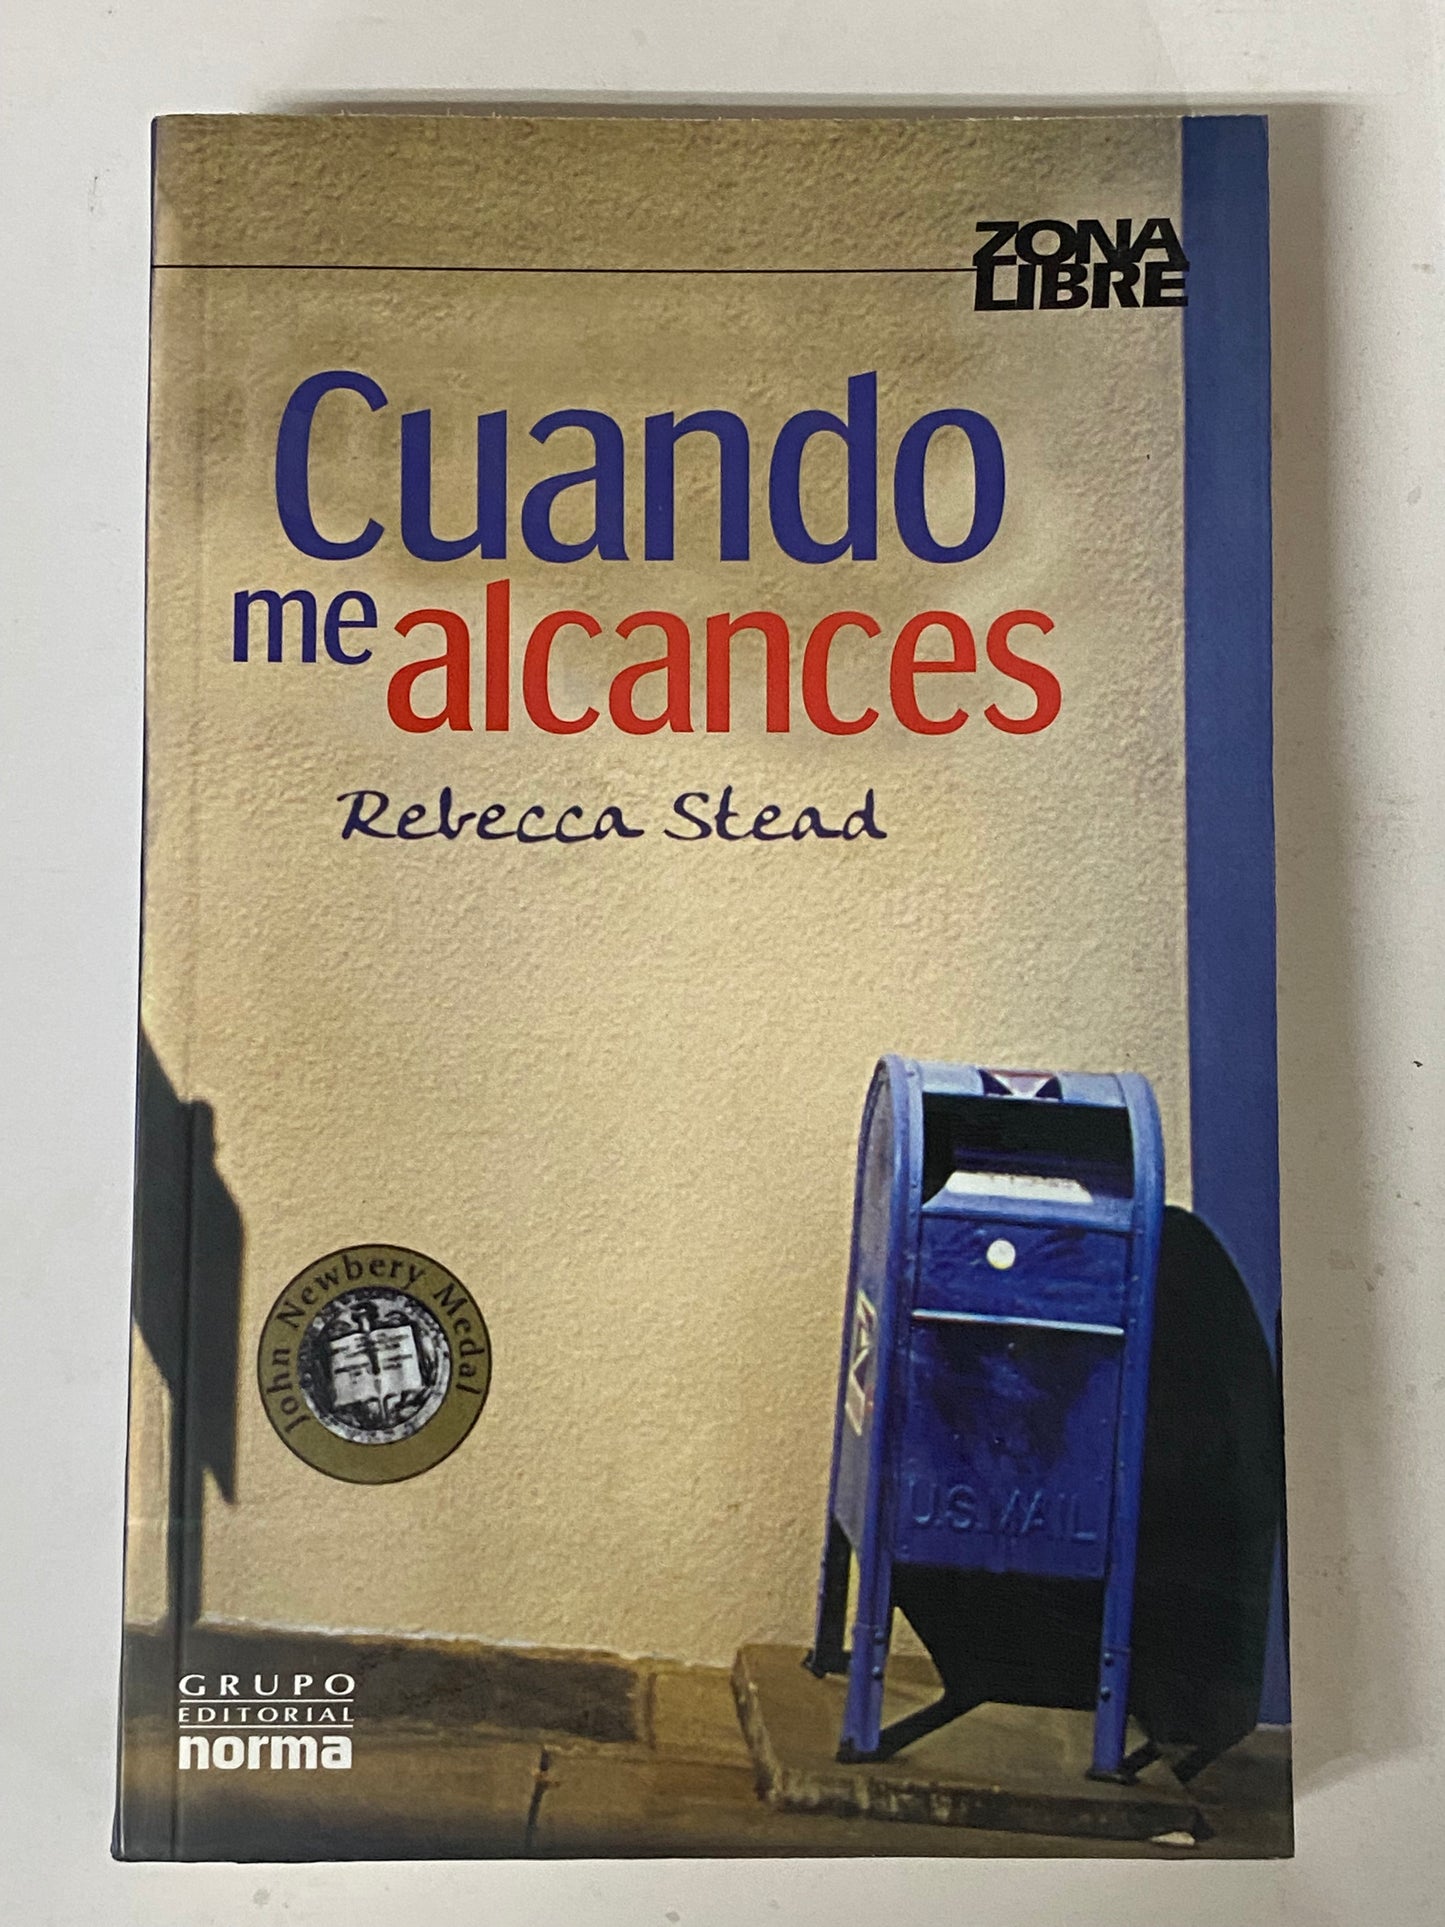 ZONA
LIBRE
Cuando
me alcances
Rebecca Stead
John Newbery Medal
U.S. MAIL
GRUPO
EDITORIAL
norma